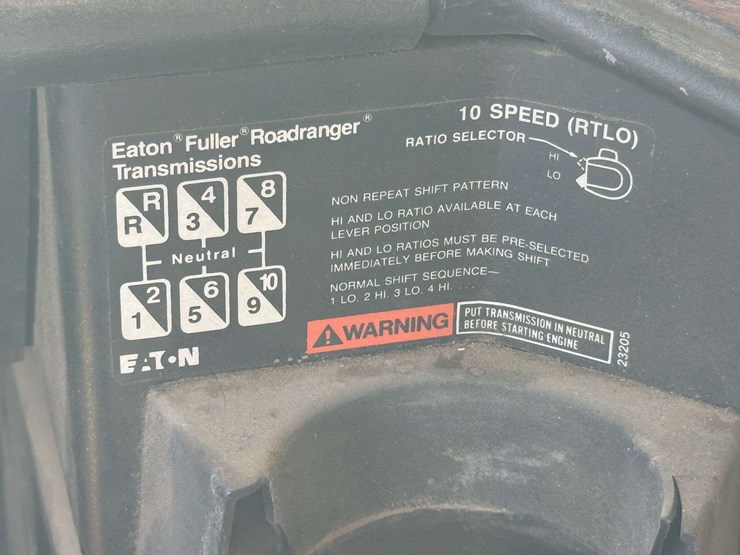 Eaton® Fuller® Roadranger®
Transmissions
10 SPEED (RTLO)
RATIO SELECTOR
HI
LO
R R
3 4
7 8
Neutral
1 2
5 6
9 10
EATON
NON REPEAT SHIFT PATTERN
HI AND LO RATIO AVAILABLE AT EACH
LEVER POSITION
HI AND LO RATIOS MUST BE PRE-SELECTED
IMMEDIATELY BEFORE MAKING SHIFT
NORMAL SHIFT SEQUENCE—
1 LO. 2 HI. 3 LO. 4 HI. . . . .
WARNING
PUT TRANSMISSION IN NEUTRAL
BEFORE STARTING ENGINE
23205